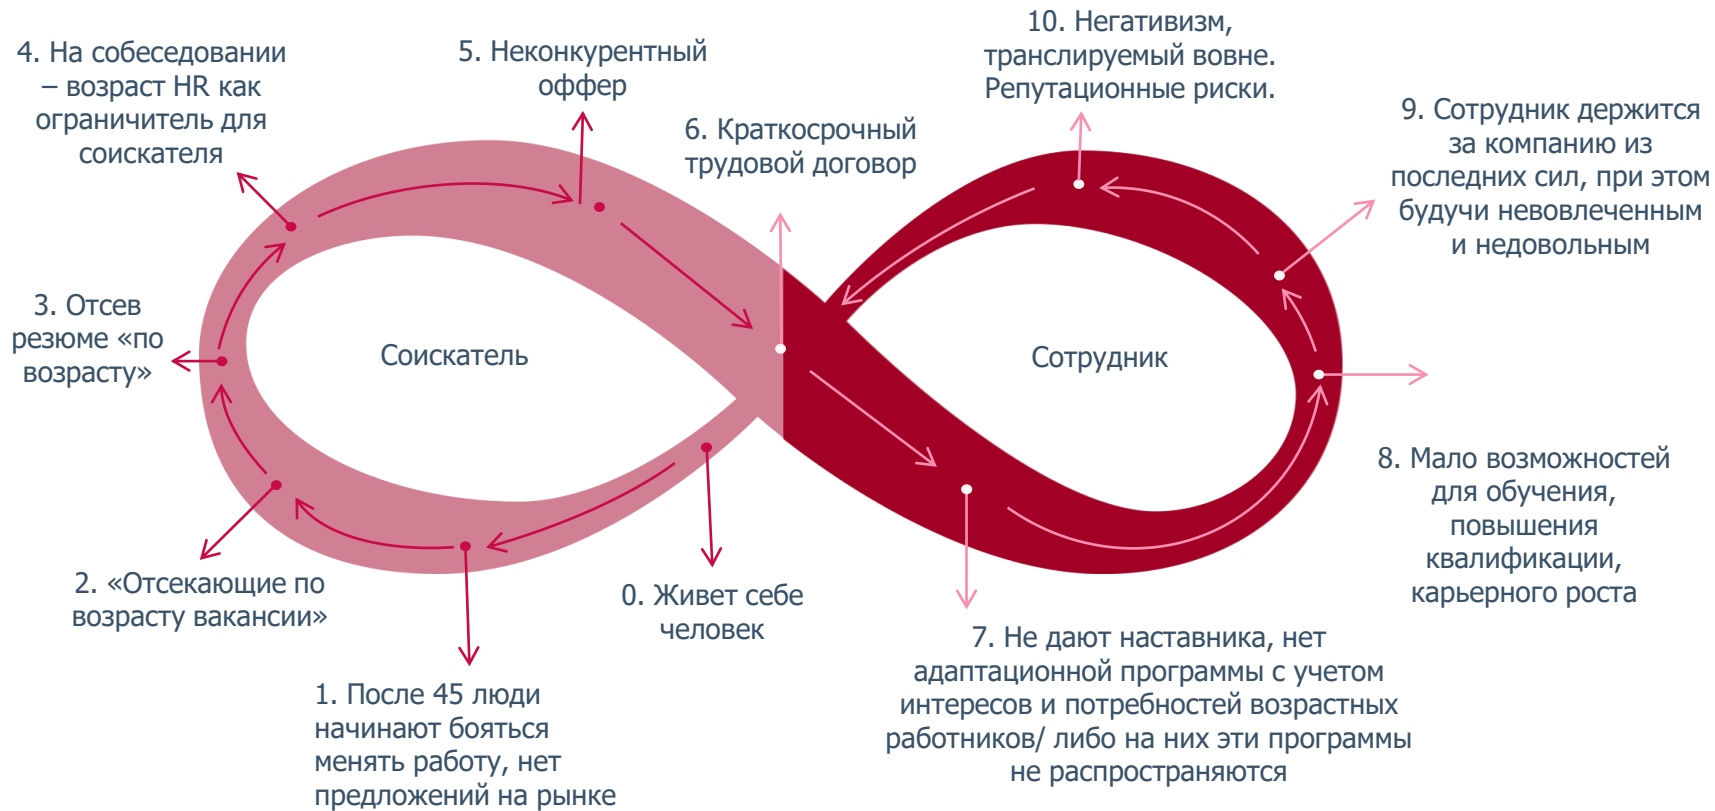 4. На собеседовании
– возраст HR как
ограничитель для
соискателя
5. Неконкурентный
оффер
6. Краткосрочный
трудовой договор
10. Негативизм,
транслируемый вовне.
Репутационные риски.
9. Сотрудник держится
за компанию из
последних сил, при этом
будучи невовлеченным
и недовольным
3. Отсев
резюме «по
возрасту»
Соискатель
Сотрудник
8. Мало возможностей
для обучения,
повышения
квалификации,
карьерного роста
2. «Отсекающие по
возрасту вакансии»
0. Живет себе
человек
1. После 45 люди
начинают бояться
менять работу, нет
предложений на рынке
7. Не дают наставника, нет
адаптационной программы с учетом
интересов и потребностей возрастных
работников/ либо на них эти программы
не распространяются